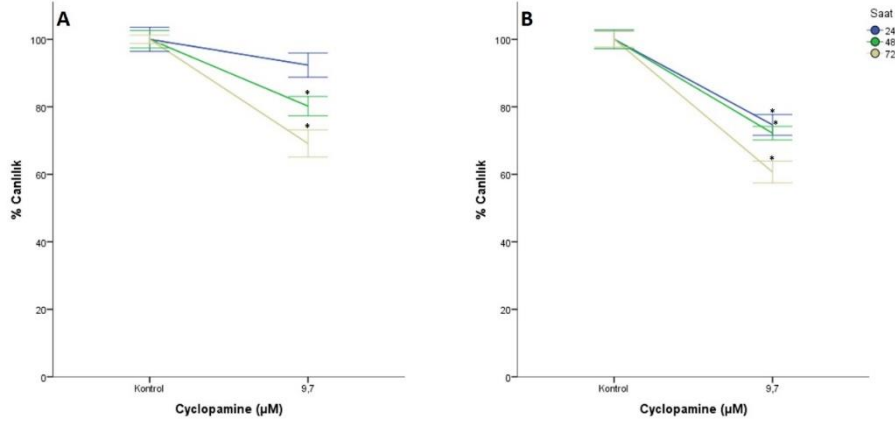 A
100
80
60
40
20
0
% Canlılık
*
*
Kontrol
9,7
Cyclopamine (µM)
B
100
80
60
40
20
0
% Canlılık
*
*
*
Kontrol
9,7
Cyclopamine (µM)
Saat
24
48
72